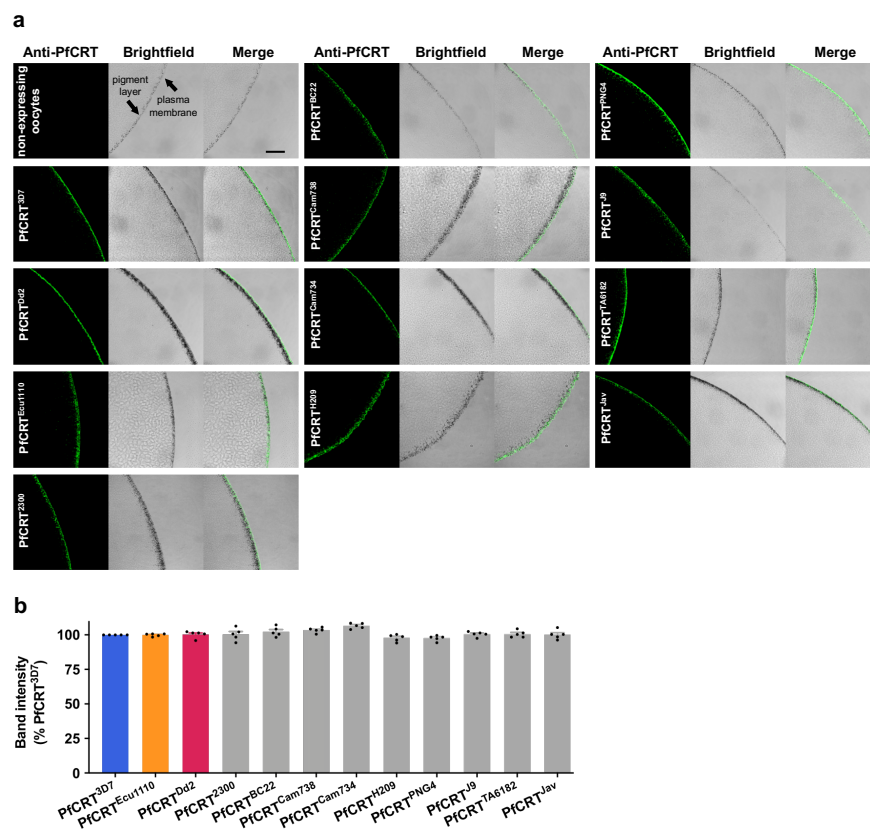 a
Anti-PfCRT Brightfield Merge Anti-PfCRT Brightfield Merge Anti-PfCRT Brightfield Merge
non-expressing
oocytes
pigment
layer
plasma
membrane
PfCRT^BC22
PfCRT^PNG4
PfCRT^3D7
PfCRT^Cam738
PfCRT^J9
PfCRT^Dd2
PfCRT^Cam734
PfCRT^TA6182
PfCRT^Ecu1110
PfCRT^H209
PfCRT^Jav
PfCRT^2300
b
Band intensity
(% PfCRT^3D7)
100
75
50
25
0
PfCRT^3D7
PfCRT^Ecu1110
PfCRT^Dd2
PfCRT^2300
PfCRT^BC22
PfCRT^Cam738
PfCRT^Cam734
PfCRT^H209
PfCRT^PNG4
PfCRT^J9
PfCRT^TA6182
PfCRT^Jav